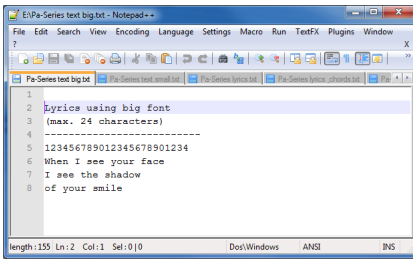 E:\Pa-Series text big.txt - Notepad++
File Edit Search View Encoding Language Settings Macro Run TextFX Plugins Window
? X
Pa-Series text big.txt Pa-Series text small.txt Pa-Series lyrics.txt Pa-Series lyrics_chords.txt Pa
1
2 Lyrics using big font
3 (max. 24 characters)
4 ----------------------------
5 123456789012345678901234
6 When I see your face
7 I see the shadow
8 of your smile
length:155 Ln:2 Col:1 Sel:0|0 Dos\Windows ANSI INS